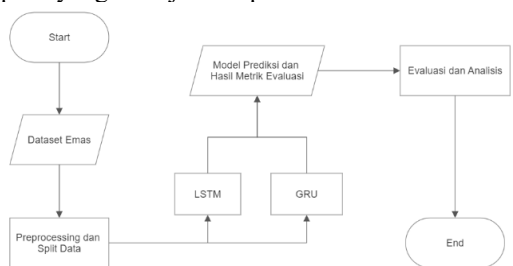 Start
Dataset Emas
Preprocessing dan
Split Data
LSTM
GRU
Model Prediksi dan
Hasil Metrik Evaluasi
Evaluasi dan Analisis
End